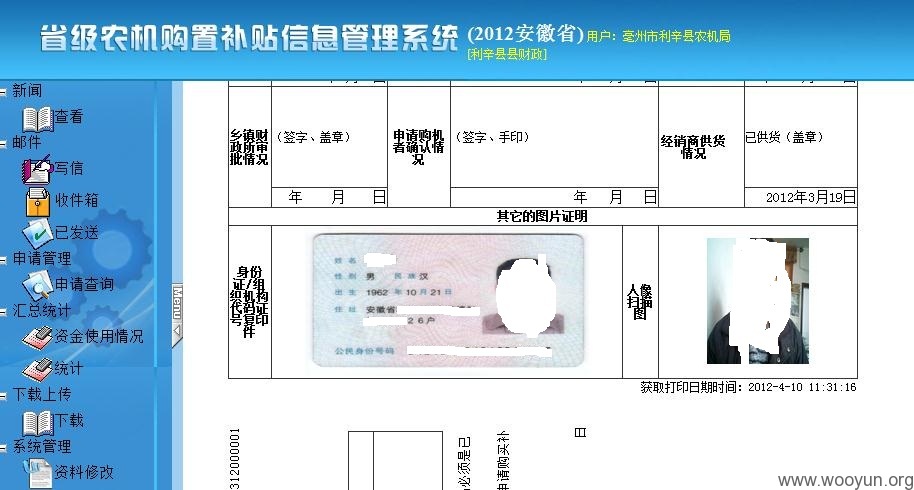 省级农机购置补贴信息管理系统 (2012安徽省) 用户: 亳州市利辛县农机局
[利辛县县财政]
新闻
查看
邮件
写信
收件箱
已发送
申请管理
申请查询
汇总统计
资金使用情况
统计
下载上传
下载
系统管理
资料修改
Menu
乡镇财政所审批情况
(签字、盖章)
年 月 日
申请购机者确认情况
(签字、手印)
年 月 日
经销商供货情况
已供货(盖章)
2012年3月19日
其它的图片证明
身份证/组织机构代码证号复印件
姓名
性别 男 民族 汉
出生 1962 年 10 月 21 日
住址 安徽省
26户
公民身份号码
人像扫描图
获取打印日期时间: 2012-4-10 11:31:16
312000001
必须是已
申请购买补
日
www.wooyun.org